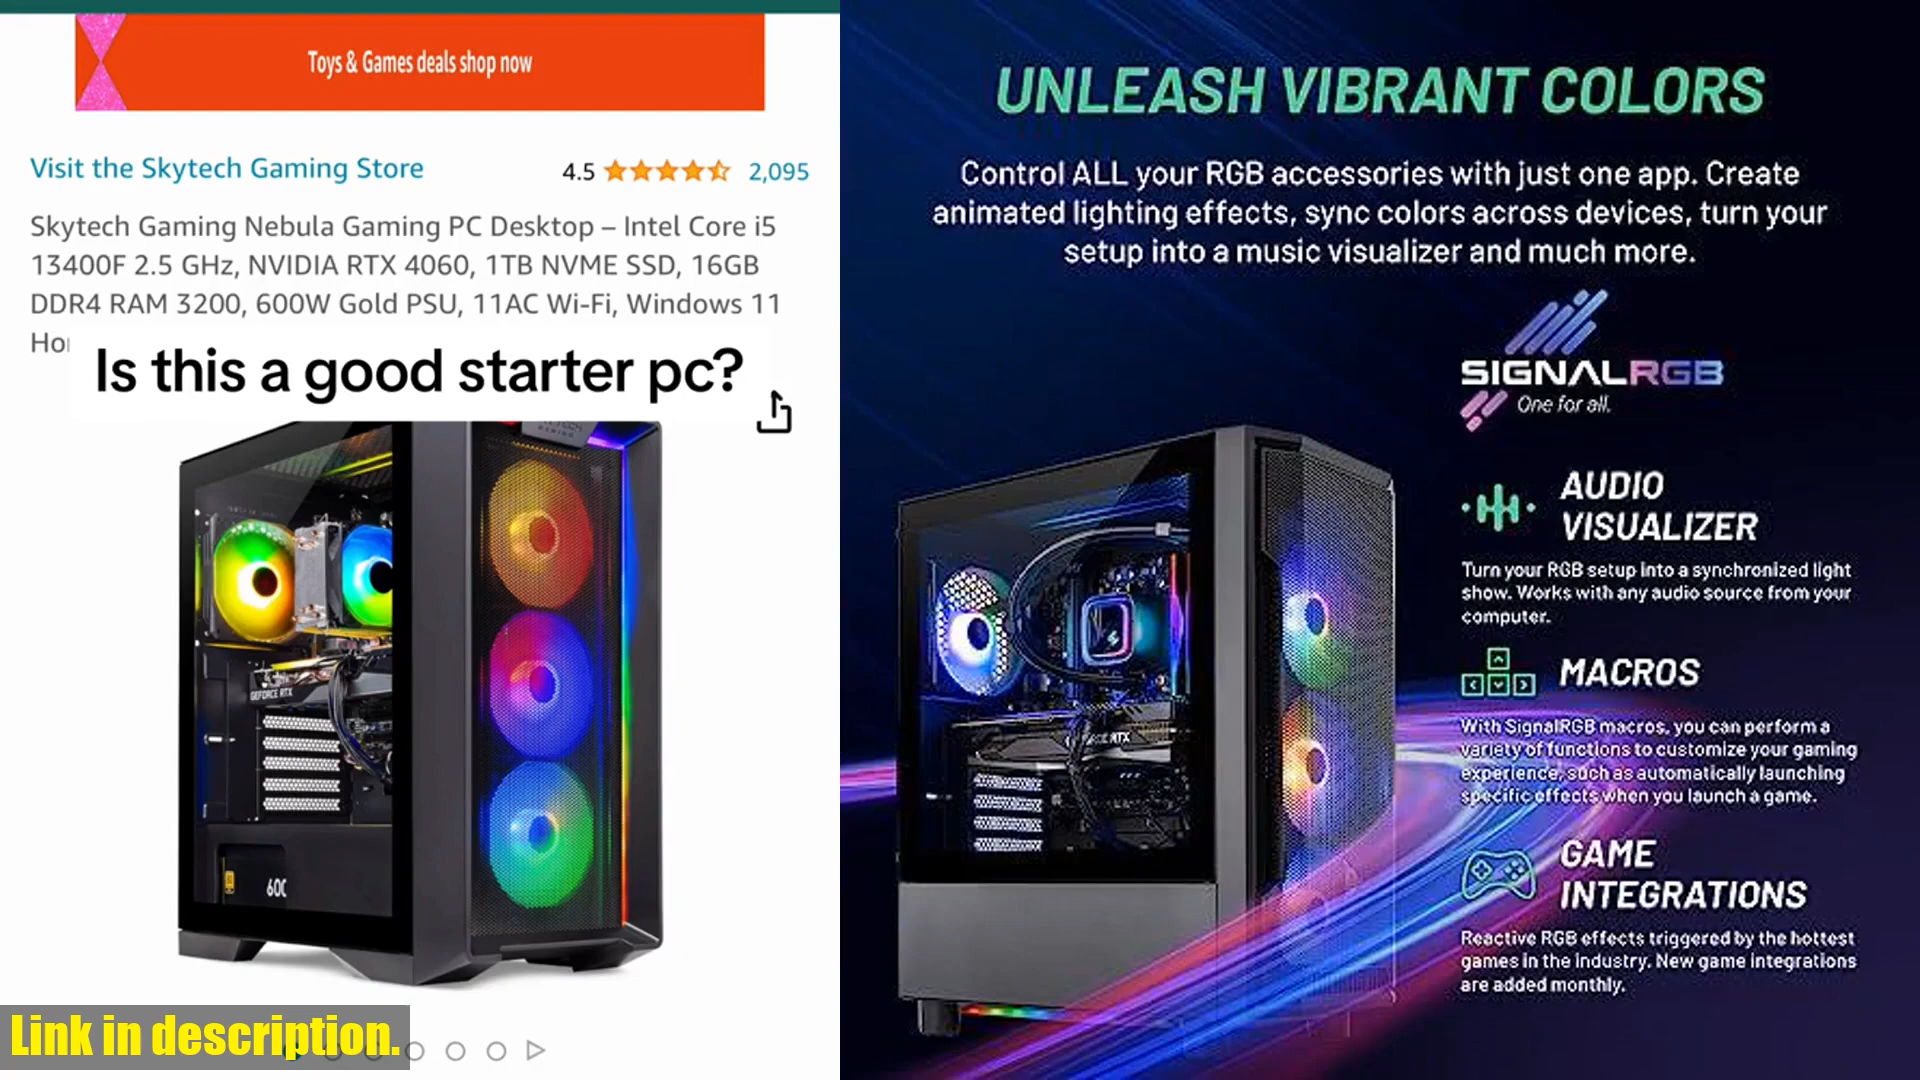 Toys & Games deals shop now
Visit the Skytech Gaming Store
4.5
2,095
Skytech Gaming Nebula Gaming PC Desktop – Intel Core i5
13400F 2.5 GHz, NVIDIA RTX 4060, 1TB NVME SSD, 16GB
DDR4 RAM 3200, 600W Gold PSU, 11AC Wi-Fi, Windows 11
Is this a good starter pc?
GAMING
GEFORCE RTX
Link in description.
UNLEASH VIBRANT COLORS
Control ALL your RGB accessories with just one app. Create
animated lighting effects, sync colors across devices, turn your
setup into a music visualizer and much more.
SIGNALRGB
One for all.
AUDIO
VISUALIZER
Turn your RGB setup into a synchronized light
show. Works with any audio source from your
computer.
MACROS
With SignalRGB macros, you can perform a
variety of functions to customize your gaming
experience, such as automatically launching
specific effects when you launch a game.
GAME
INTEGRATIONS
Reactive RGB effects triggered by the hottest
games in the industry. New game integrations
are added monthly.